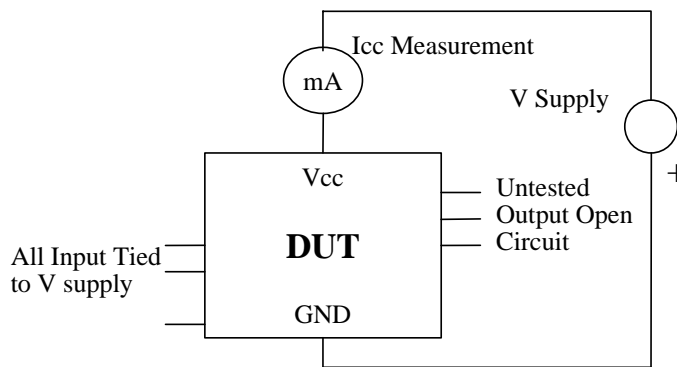 Icc Measurement
mA
V Supply
+
Vcc
Untested
Output Open
Circuit
DUT
All Input Tied
to V supply
GND